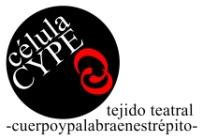 célula
CYPE
tejido teatral
-cuerpoypalabraenestrépito-